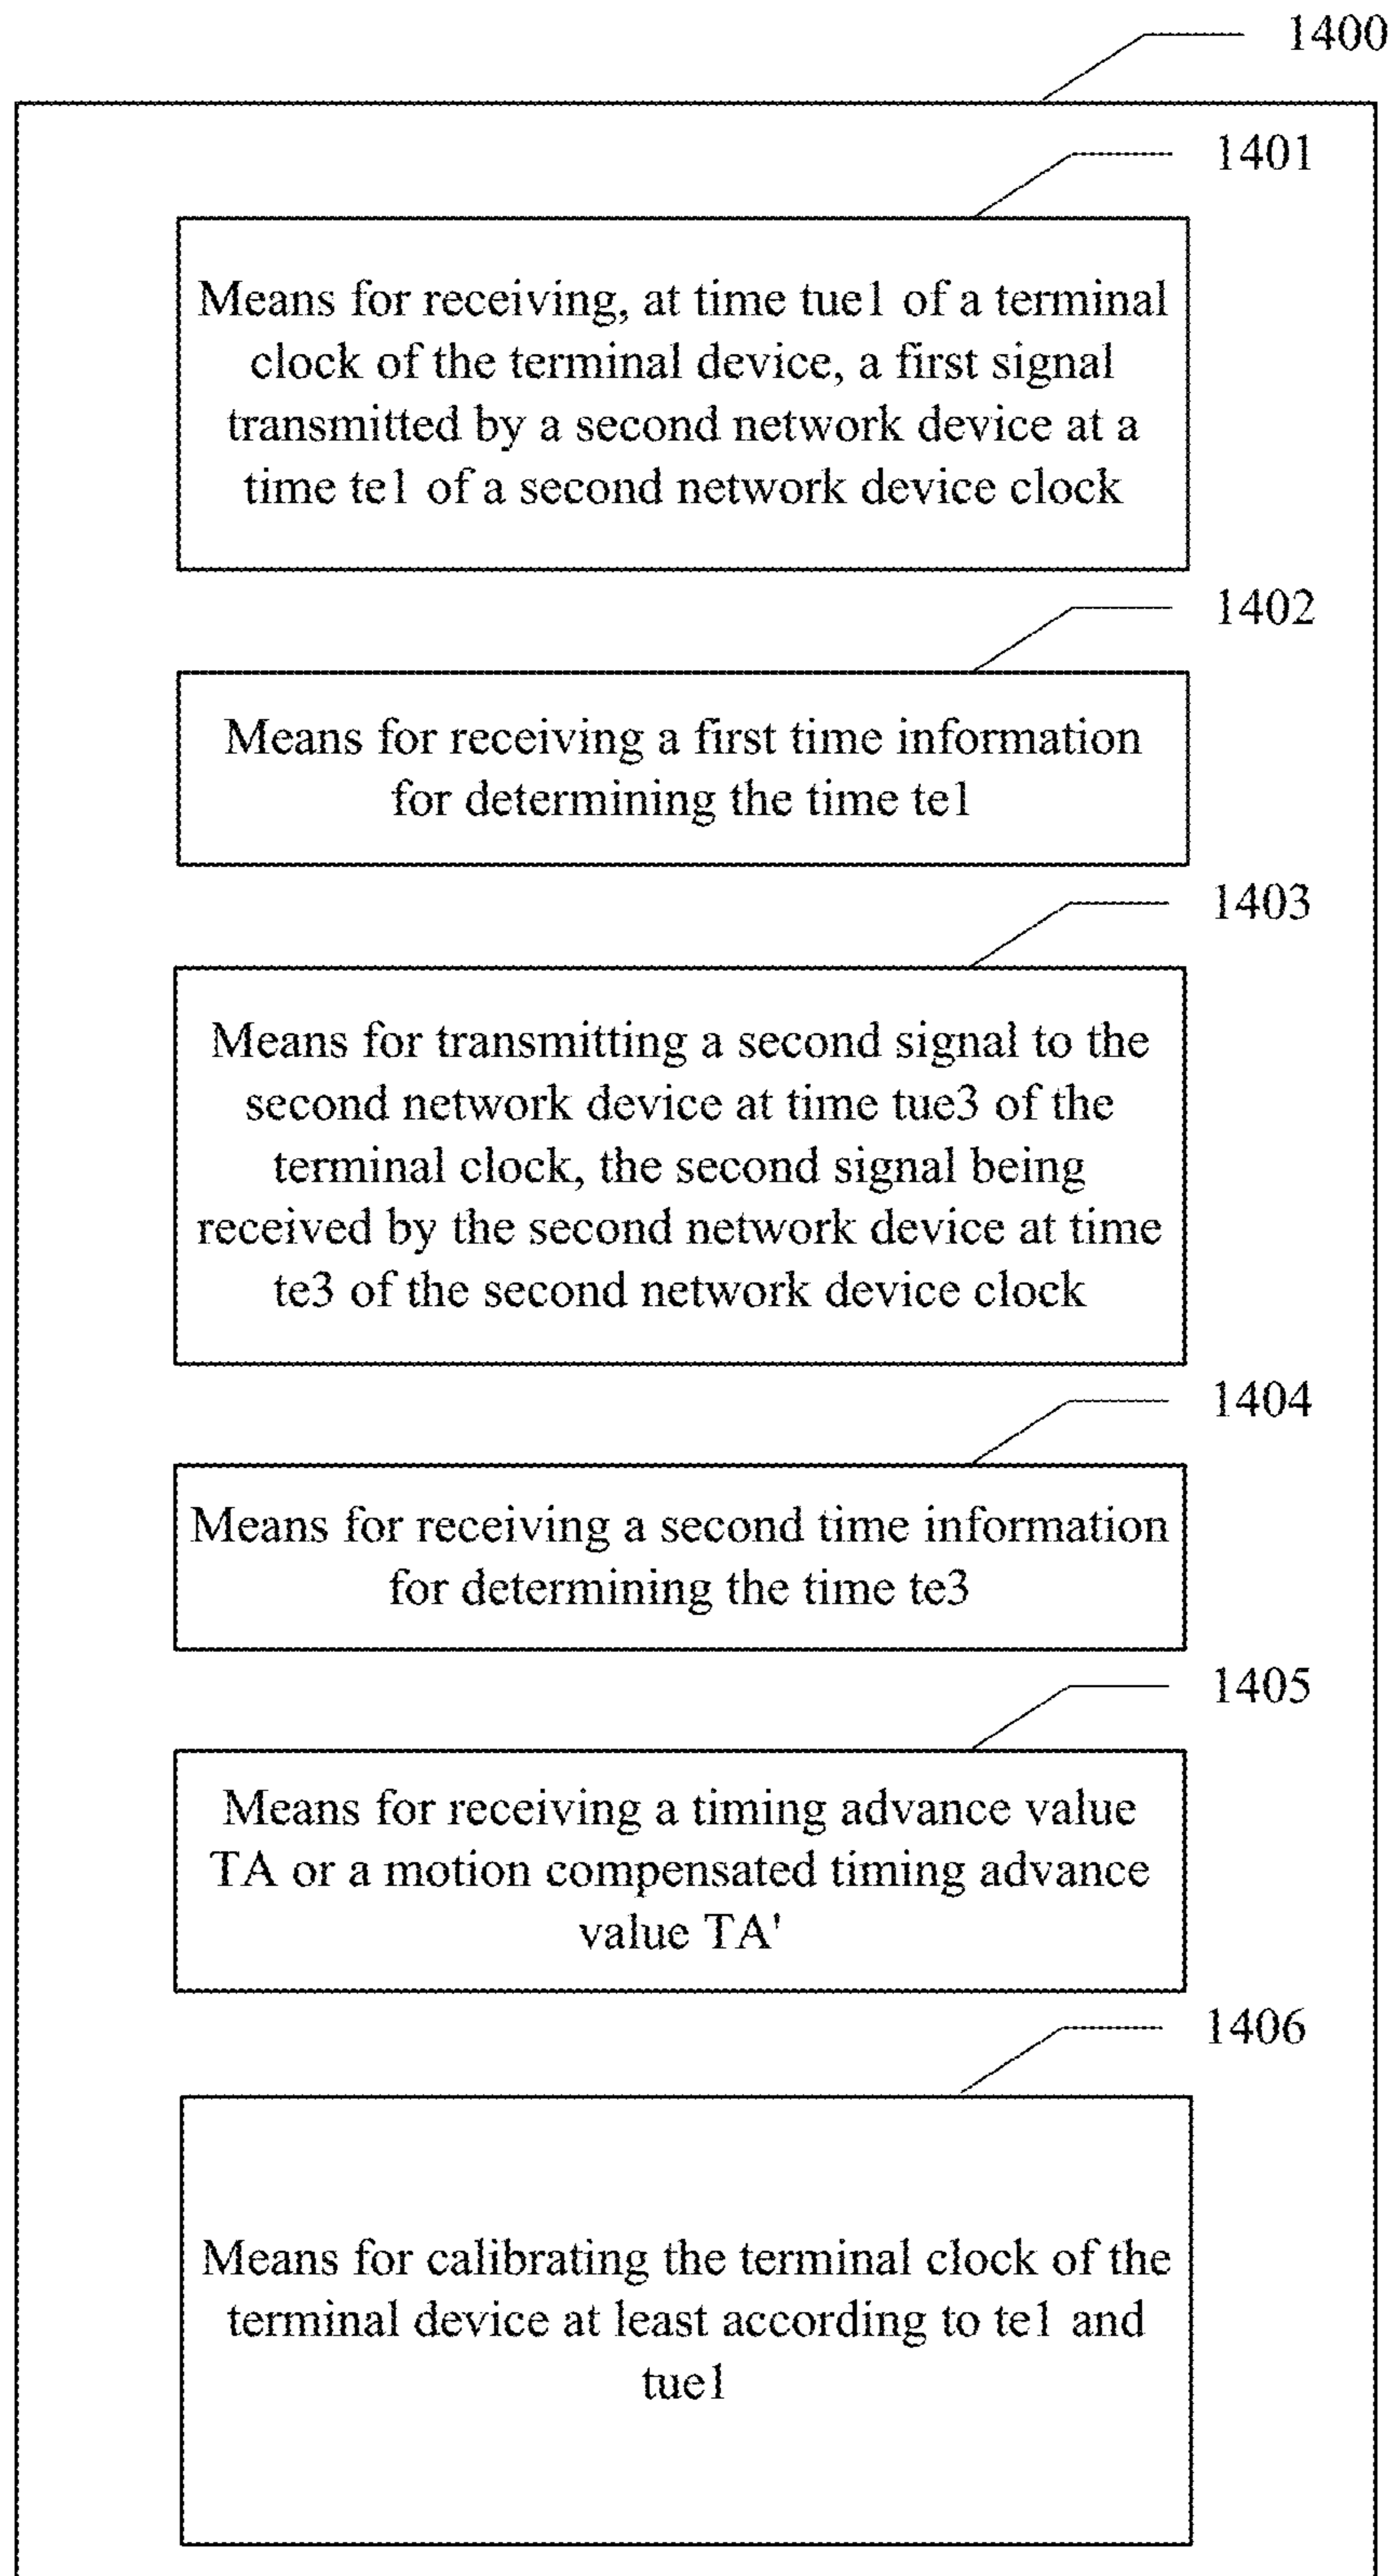 1400
1401
Means for receiving, at time tue1 of a terminal
clock of the terminal device, a first signal
transmitted by a second network device at a
time te1 of a second network device clock
1402
Means for receiving a first time information
for determining the time te1
1403
Means for transmitting a second signal to the
second network device at time tue3 of the
terminal clock, the second signal being
received by the second network device at time
te3 of the second network device clock
1404
Means for receiving a second time information
for determining the time te3
1405
Means for receiving a timing advance value
TA or a motion compensated timing advance
value TA'
1406
Means for calibrating the terminal clock of the
terminal device at least according to te1 and
tue1